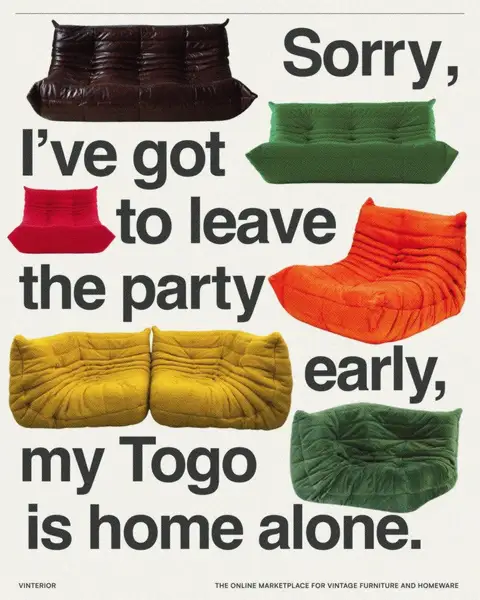 Sorry,
I've got
to leave
the party
early,
my Togo
is home alone.
VINTERIOR
THE ONLINE MARKETPLACE FOR VINTAGE FURNITURE AND HOMEWARE